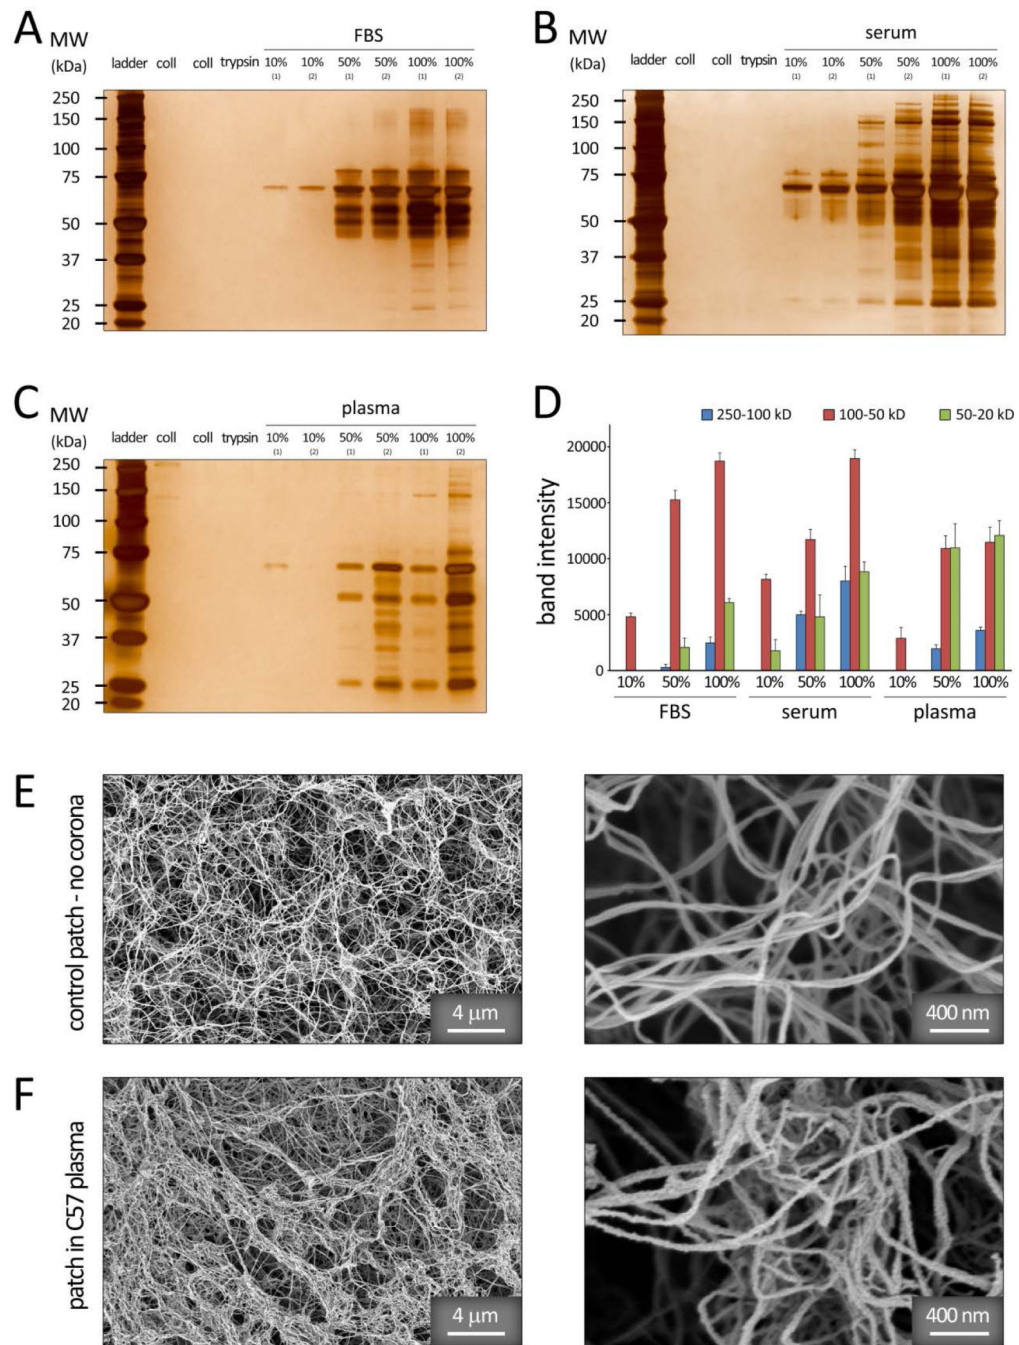 A
MW
(kDa)
FBS
ladder coll coll trypsin 10% 10% 50% 50% 100% 100%
(1) (2) (1) (2) (1) (2)
250
150
100
75
50
37
25
20
B
MW
(kDa)
serum
ladder coll coll trypsin 10% 10% 50% 50% 100% 100%
(1) (2) (1) (2) (1) (2)
250
150
100
75
50
37
25
20
C
MW
(kDa)
plasma
ladder coll coll trypsin 10% 10% 50% 50% 100% 100%
(1) (2) (1) (2) (1) (2)
250
150
100
75
50
37
25
20
D
250-100 kD 100-50 kD 50-20 kD
band intensity
20000
15000
10000
5000
0
10% 50% 100% 10% 50% 100% 10% 50% 100%
FBS serum plasma
E
control patch - no corona
4 μm
400 nm
F
patch in C57 plasma
4 μm
400 nm